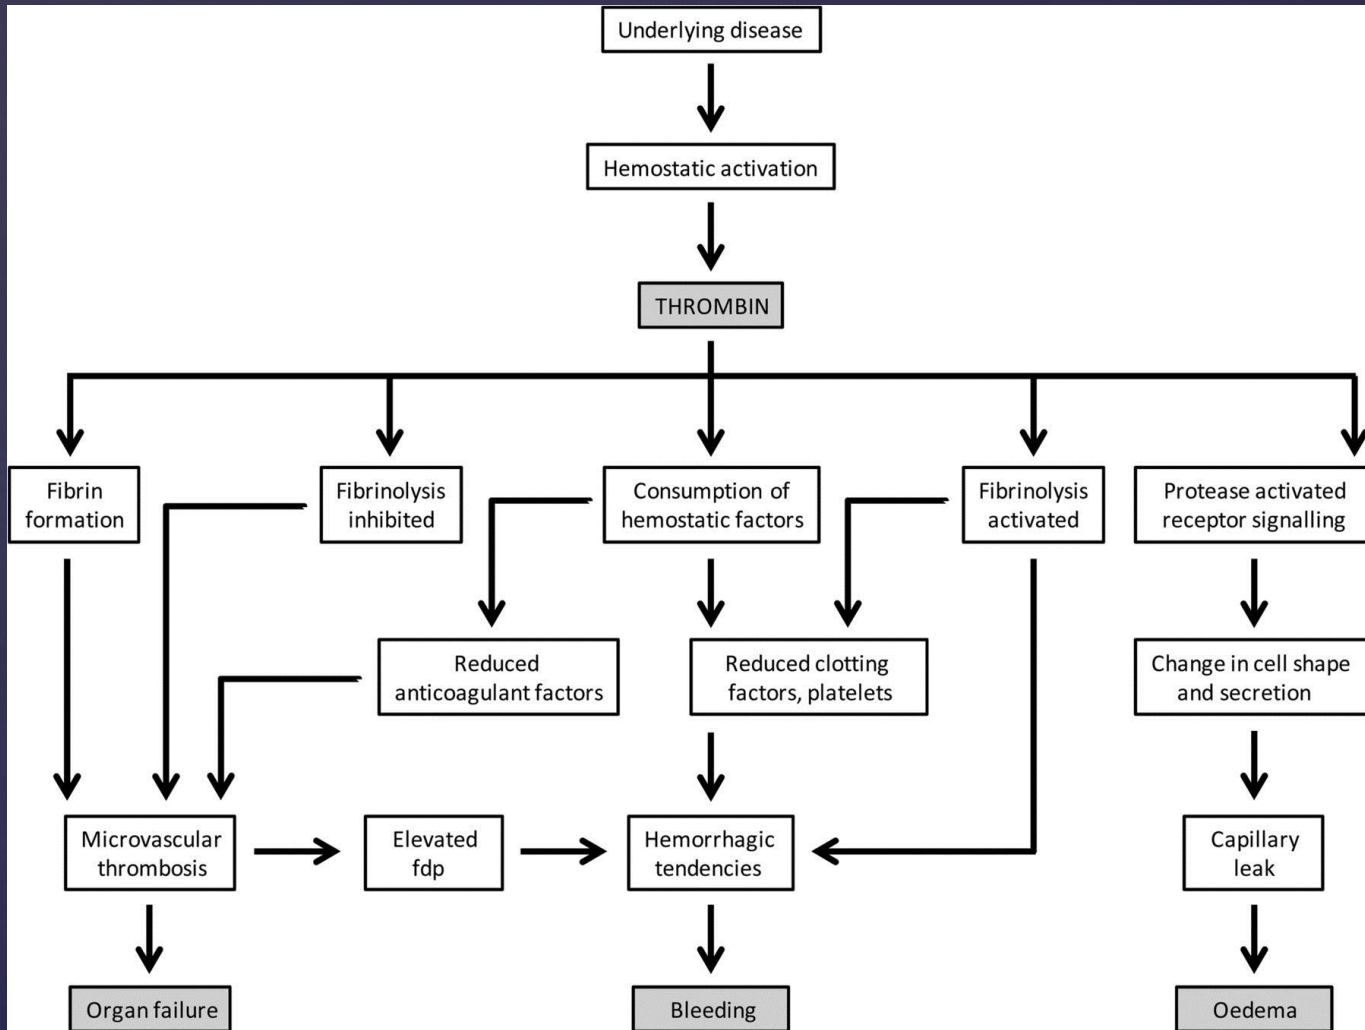 Underlying disease
Hemostatic activation
THROMBIN
Fibrin
formation
Fibrinolysis
inhibited
Consumption of
hemostatic factors
Fibrinolysis
activated
Protease activated
receptor signalling
Reduced
anticoagulant factors
Reduced clotting
factors, platelets
Change in cell shape
and secretion
Microvascular
thrombosis
Elevated
fdp
Hemorrhagic
tendencies
Capillary
leak
Organ failure
Bleeding
Oedema